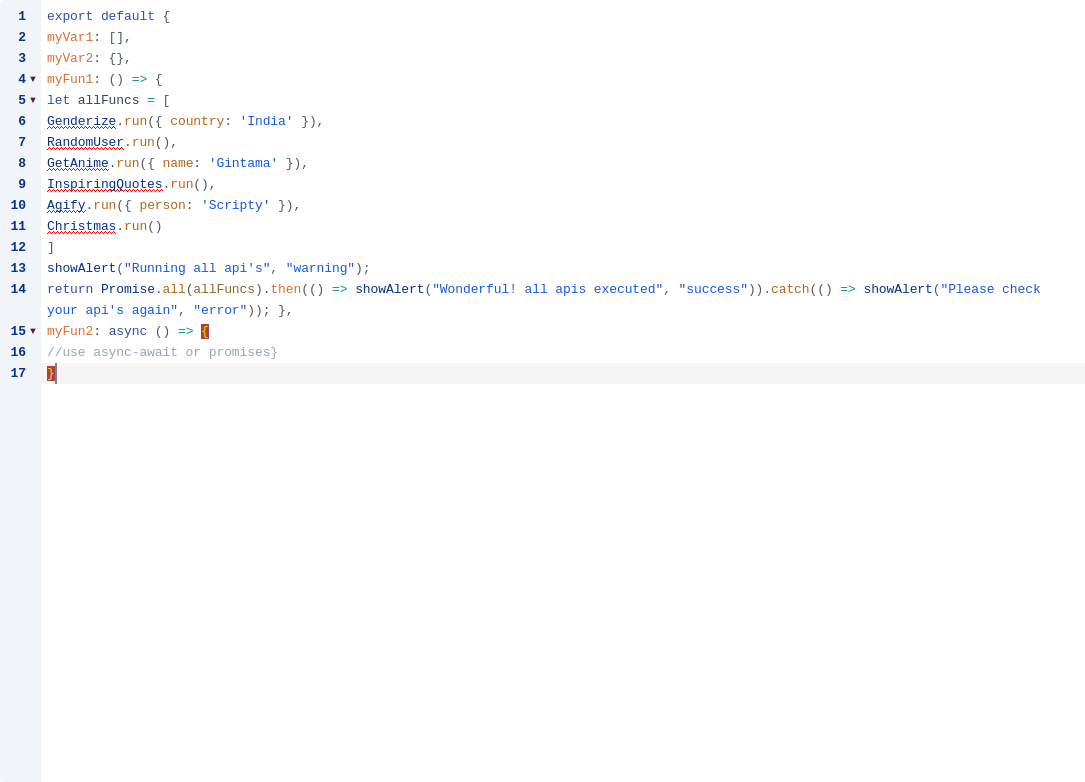 1 export default {
2 myVar1: [],
3 myVar2: {},
4 ▼ myFun1: () => {
5 ▼ let allFuncs = [
6 Genderize.run({ country: 'India' }),
7 RandomUser.run(),
8 GetAnime.run({ name: 'Gintama' }),
9 InspiringQuotes.run(),
10 Agify.run({ person: 'Scripty' }),
11 Christmas.run()
12 ]
13 showAlert("Running all api's", "warning");
14 return Promise.all(allFuncs).then(() => showAlert("Wonderful! all apis executed", "success")).catch(() => showAlert("Please check
your api's again", "error")); },
15 ▼ myFun2: async () => {
16 //use async-await or promises}
17 }